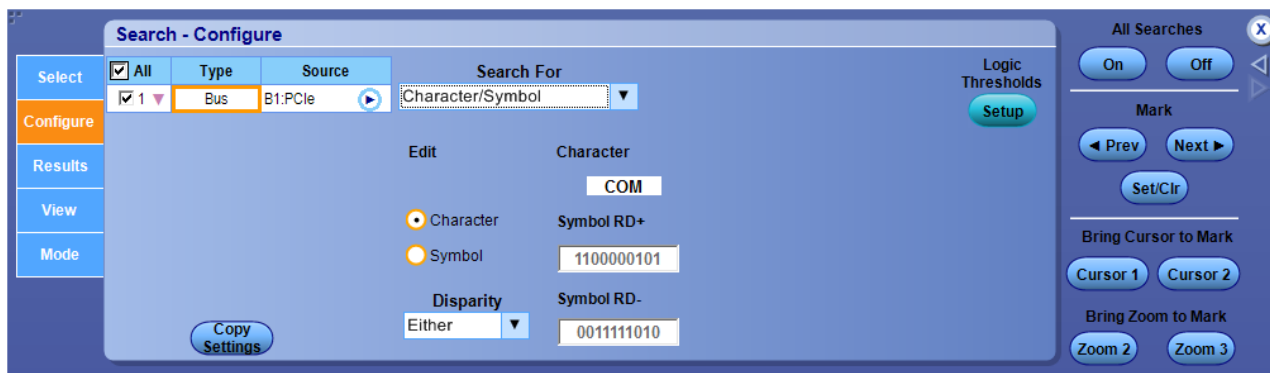 Search - Configure
Select
Configure
Results
View
Mode
All Type Source
1 Bus B1:PCIe
Search For
Character/Symbol
Edit
Character
COM
Character
Symbol
Symbol RD+
1100000101
Disparity
Either
Symbol RD-
0011111010
Copy
Settings
Logic
Thresholds
Setup
All Searches
On Off
X
Mark
Prev Next
Set/Clr
Bring Cursor to Mark
Cursor 1 Cursor 2
Bring Zoom to Mark
Zoom 2 Zoom 3